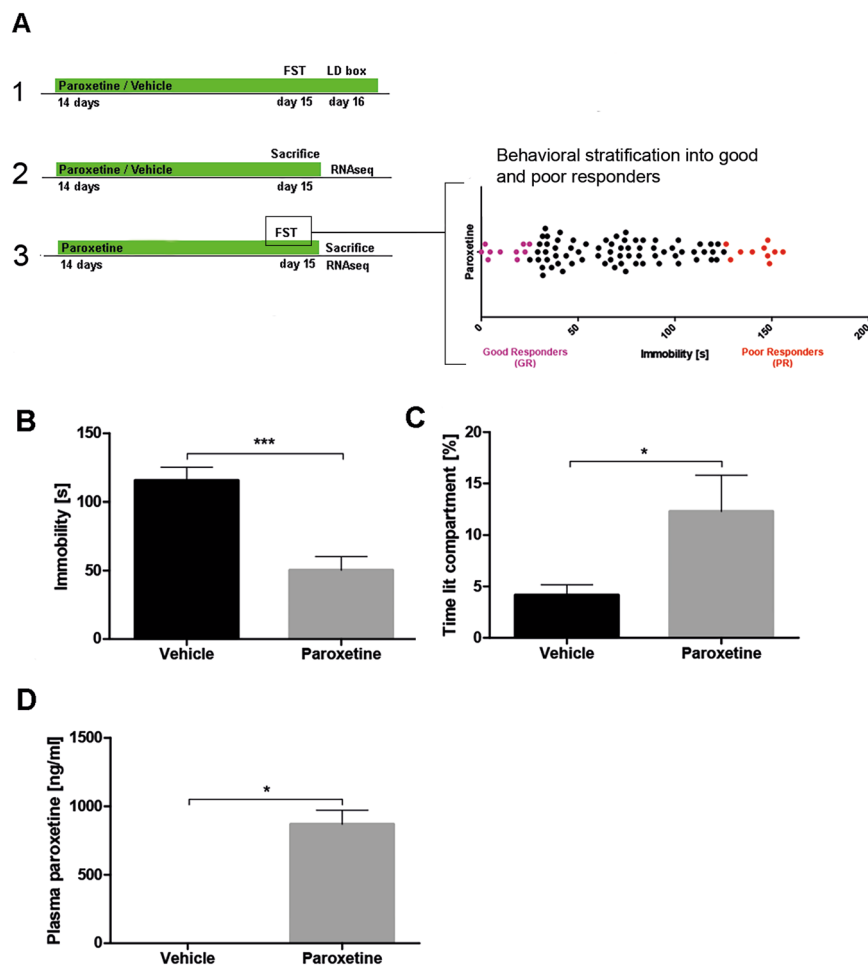 A
FST LD box
1 Paroxetine / Vehicle
14 days day 15 day 16
Sacrifice
2 Paroxetine / Vehicle RNAseq
14 days day 15
FST
3 Paroxetine Sacrifice
14 days day 15 RNAseq
Behavioral stratification into good
and poor responders
Paroxetine
0 50 100 150 200
Good Responders Immobility [s] Poor Responders
(GR) (PR)
B
150
100
50
0
Immobility [s]
***
Vehicle Paroxetine
C
20
15
10
5
0
Time lit compartment [%]
*
Vehicle Paroxetine
D
1500
1000
500
0
Plasma paroxetine [ng/ml]
*
Vehicle Paroxetine